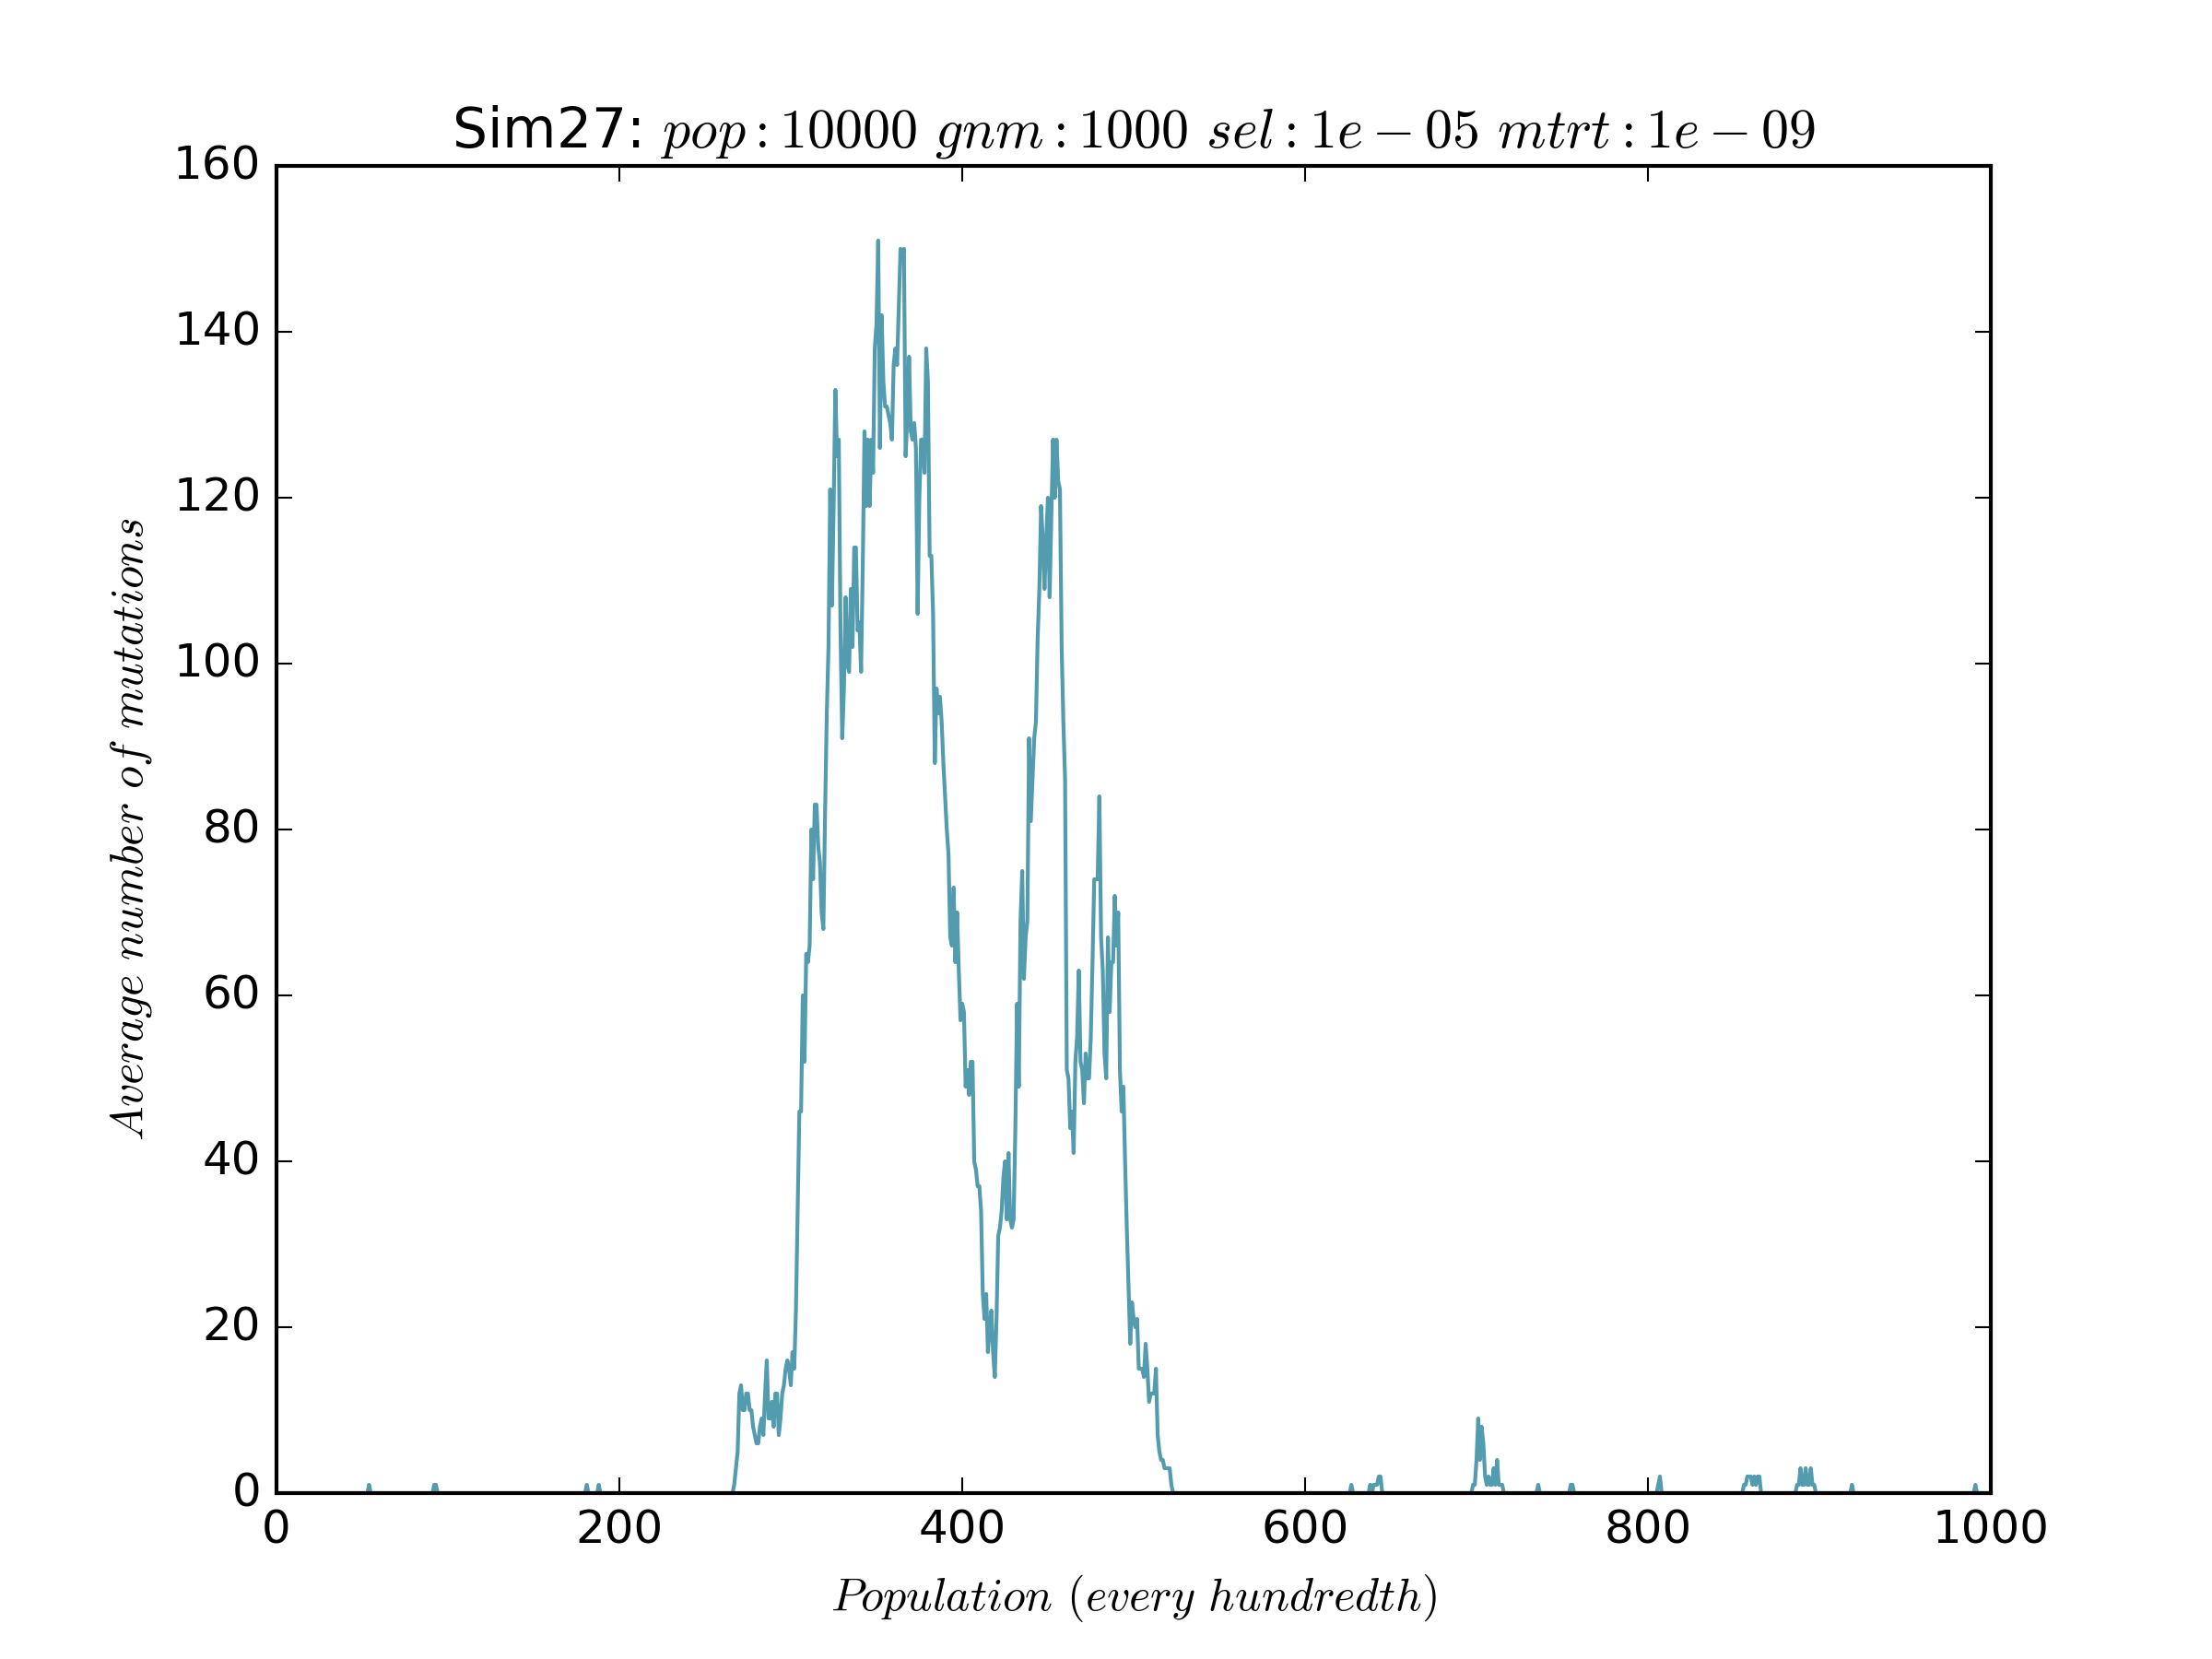 Sim27: pop : 10000 gnm : 1000 sel : 1e − 05 mtrt : 1e − 09
160
140
120
100
80
60
40
20
0
Average number of mutations
0 200 400 600 800 1000
Population (every hundredth)